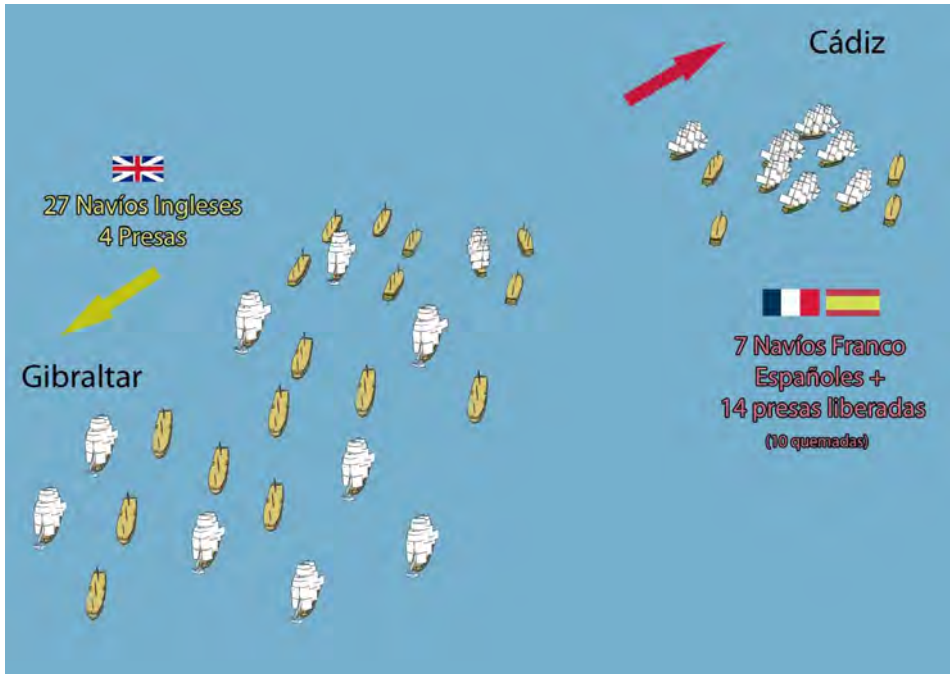 Cádiz
27 Navíos Ingleses
4 Presas
Gibraltar
7 Navíos Franco
Españoles +
14 presas liberadas
(10 quemadas)